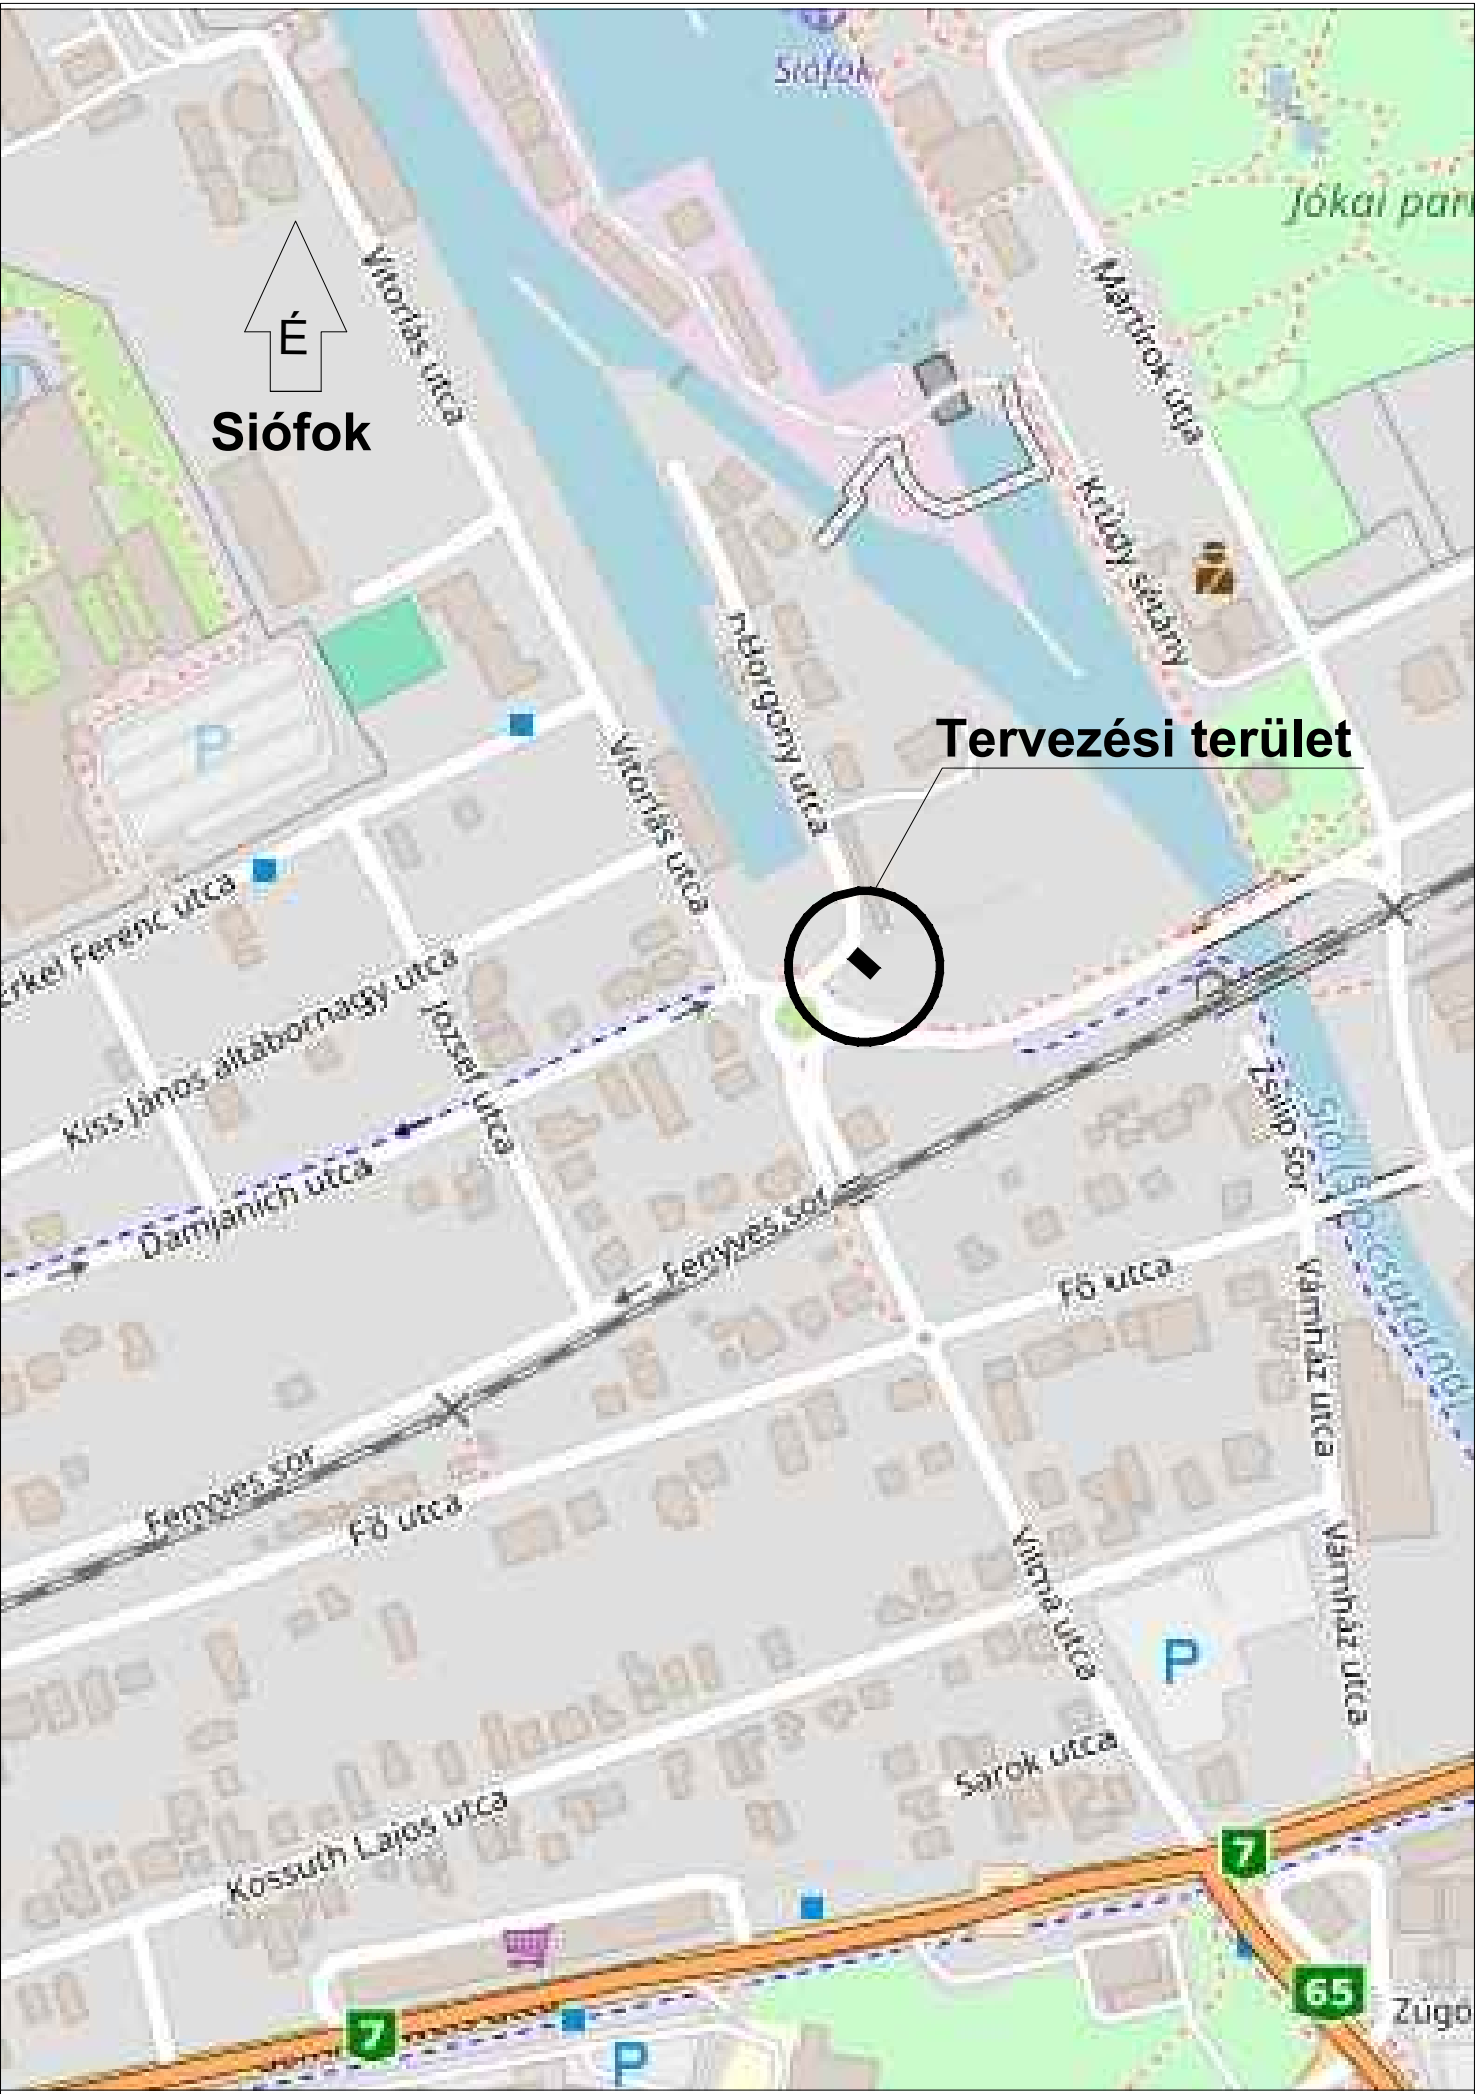 Siófok
Jókai park
Vitorlás utca
É
Siófok
Mártírok útja
Krúdy sétány
Horgony utca
Tervezési terület
P
Vitorlás utca
Erkel Ferenc utca
Kiss János altábornagy utca
József utca
Damjanich utca
Zsilip sor
Fenyves sor
Fő utca
Vámház utca
Fenyves sor
Fő utca
Vilma utca
Vámház utca
P
Sarok utca
Kossuth Lajos utca
7
65
7
P